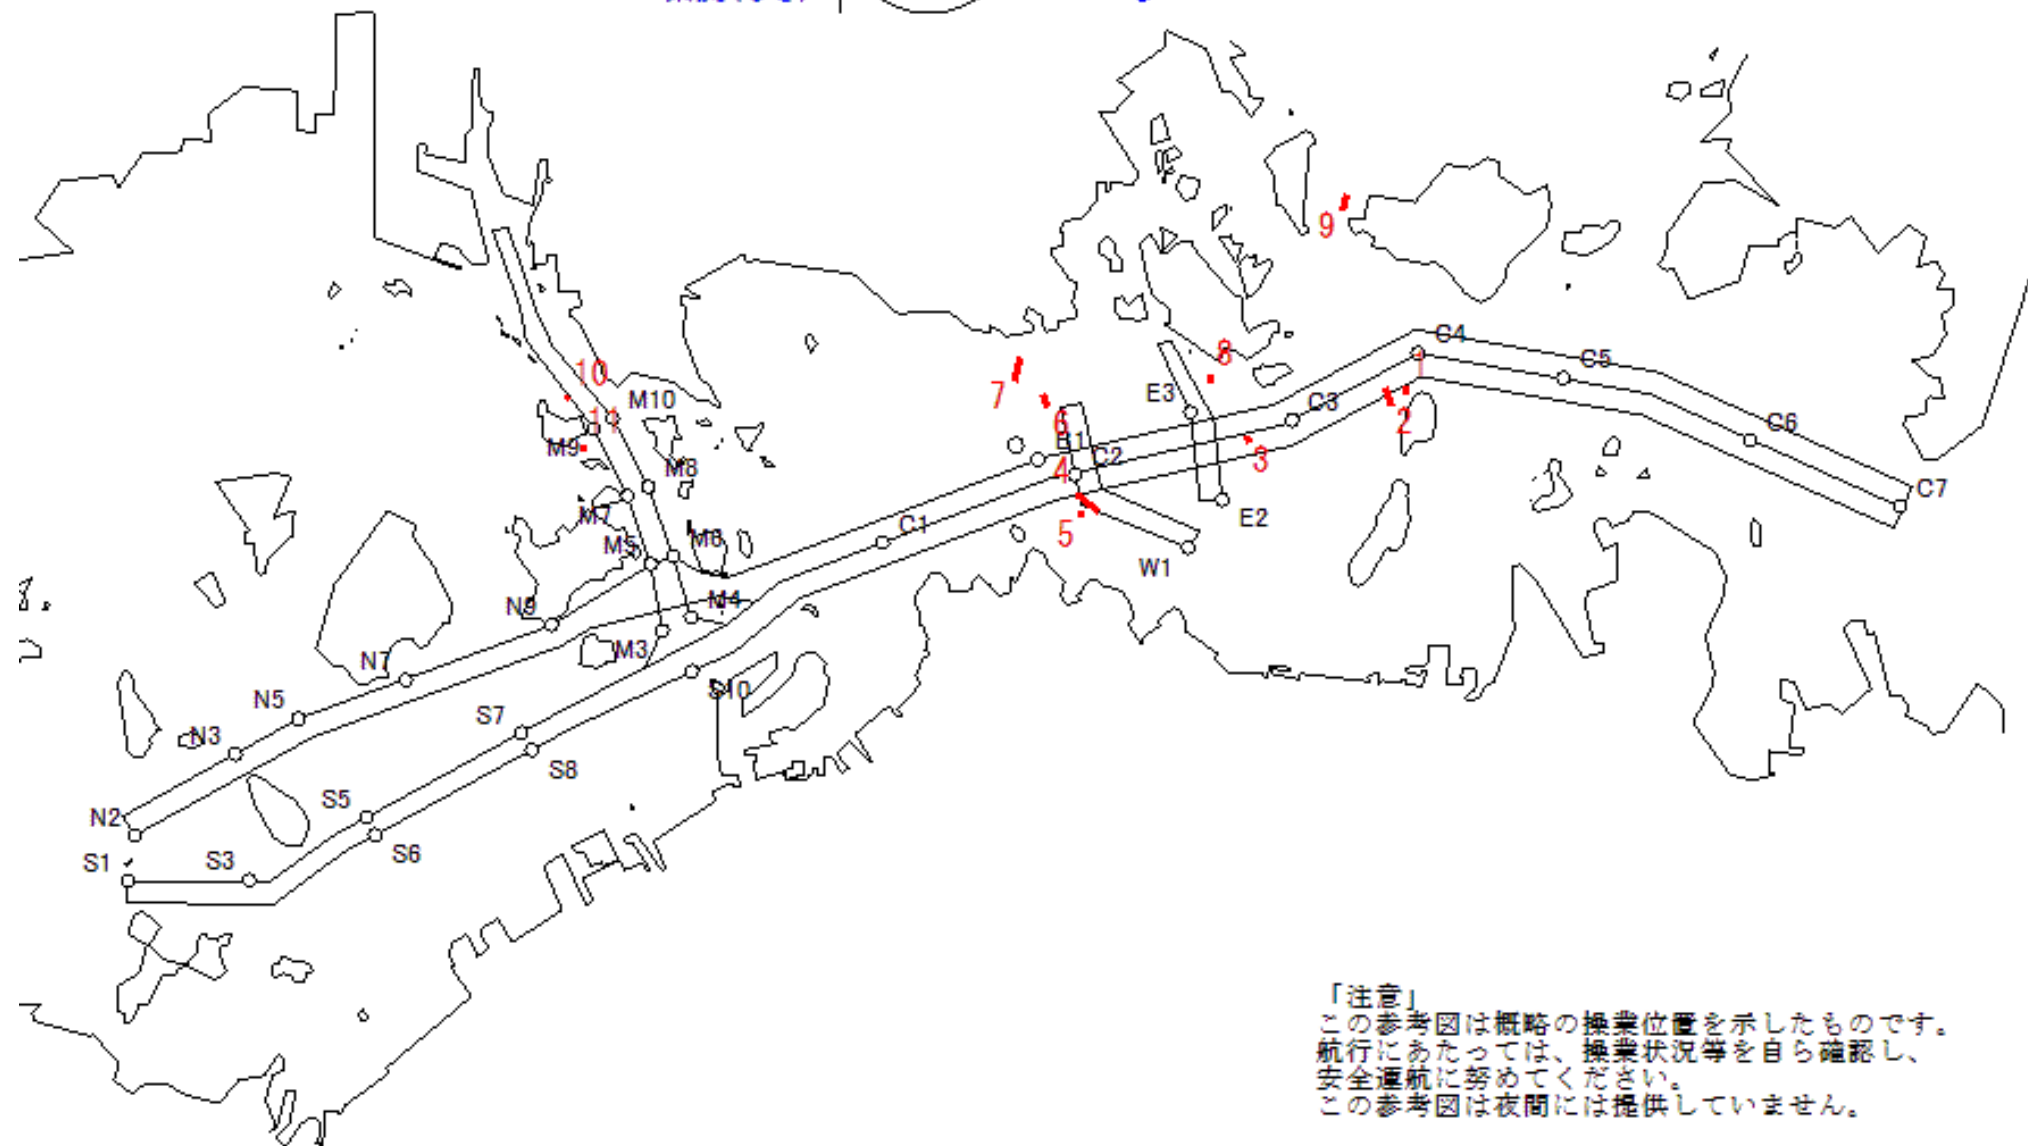 9
C4
8
1
C5
10
7
E3
2
M10
6
C3
C6
11
B1
M9
4
C2
3
M8
C7
M7
5
E2
C1
M6
M5
W1
N9
M4
M3
N7
S10
N5
S7
N3
S8
S5
N2
S6
S1
S3
「注意」
この参考図は概略の操業位置を示したものです。
航行にあたっては、操業状況等を自ら確認し、
安全運航に努めてください。
この参考図は夜間には提供していません。